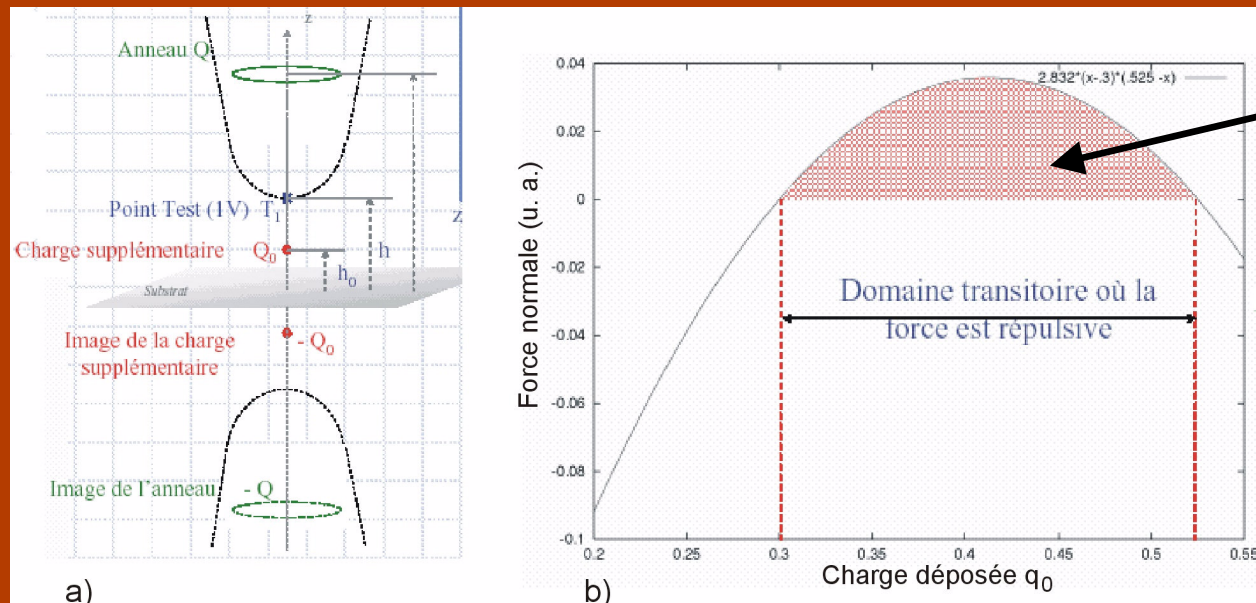 z
Anneau Q
Point Test (1V) T1
Z
Charge supplémentaire Q0
h
h0
Substrat
Image de la charge
supplémentaire
- Q0
Image de l'anneau - Q
a)
Force normale (u. a.)
0.04
0.02
0
-0.02
-0.04
-0.06
-0.08
-0.1
2.832*(x-.3)*(.525 -x)
Domaine transitoire où la
force est répulsive
0.2 0.25 0.3 0.35 0.4 0.45 0.5 0.55
Charge déposée q0
b)